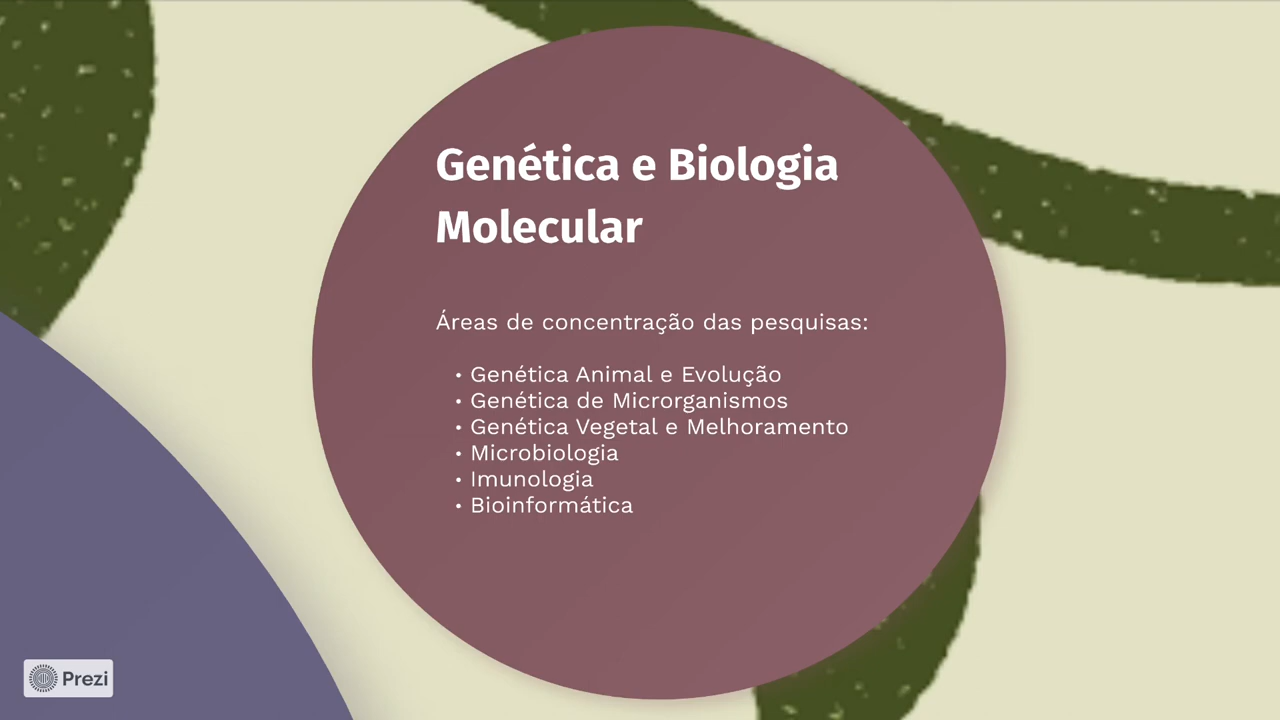 Genética e Biologia
Molecular
Áreas de concentração das pesquisas:
• Genética Animal e Evolução
• Genética de Microrganismos
• Genética Vegetal e Melhoramento
• Microbiologia
• Imunologia
• Bioinformática
Prezi